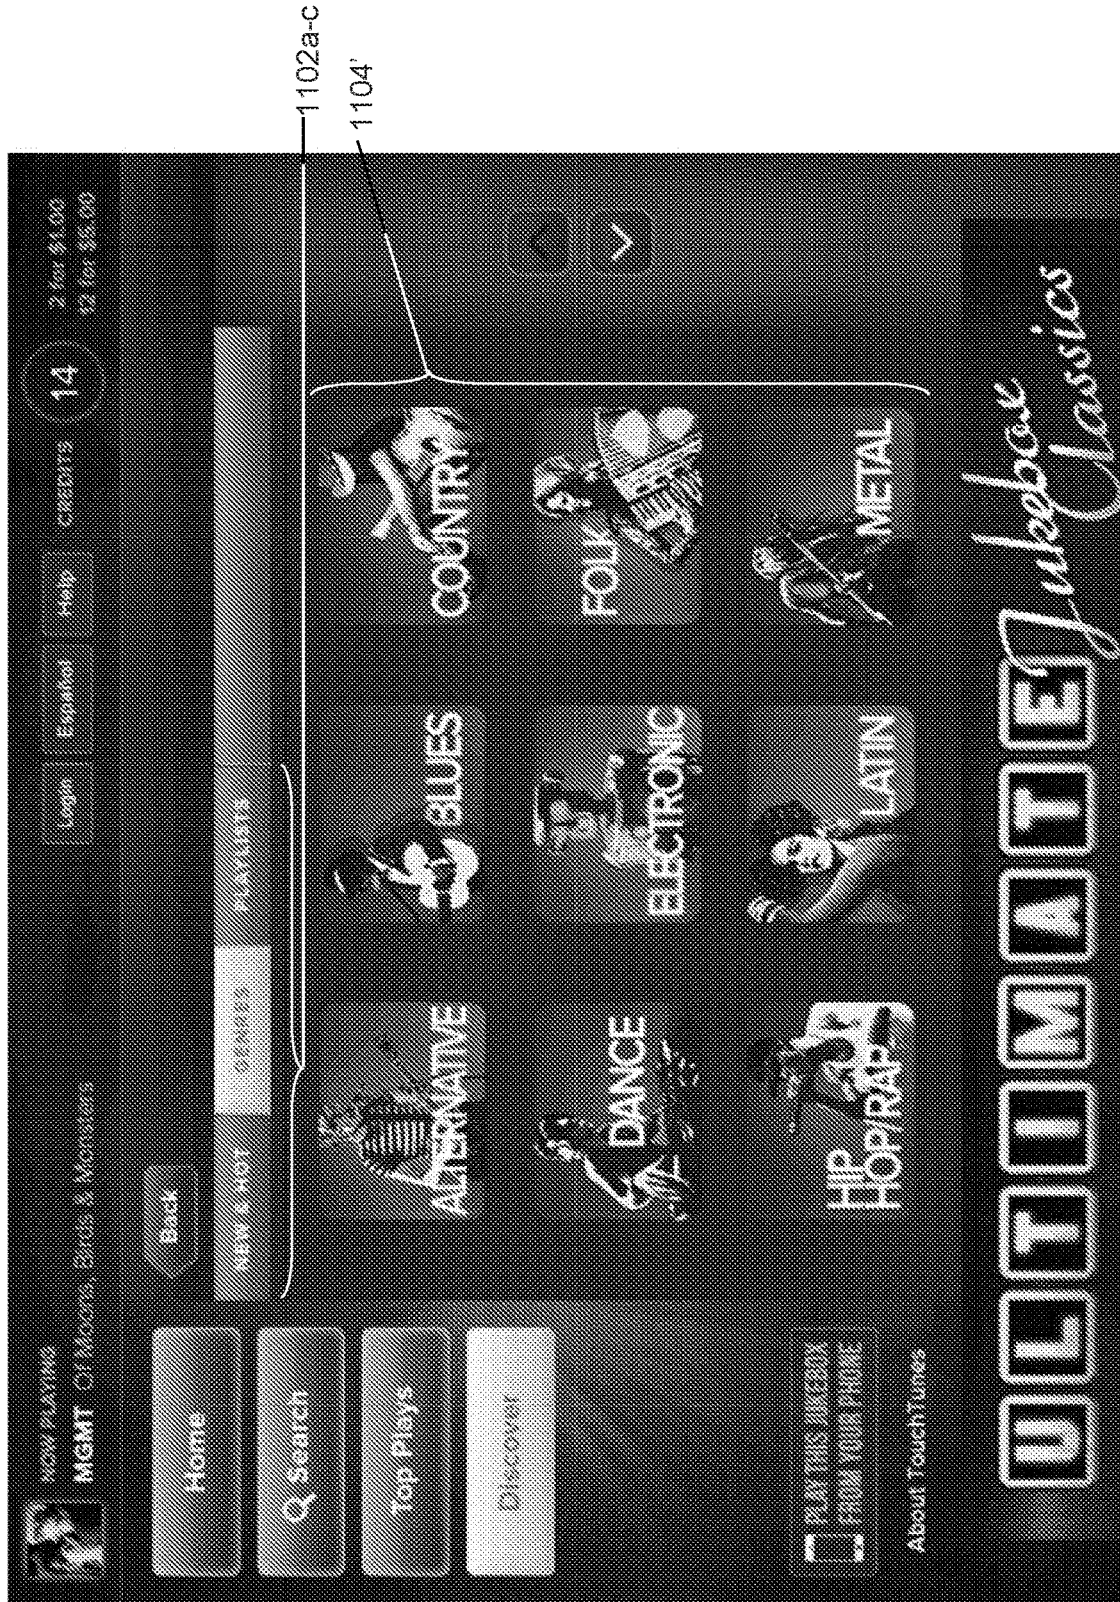 NOW PLAYING
MGMT Of Moons, Birds & Monsters
Login
Español
Help
CREDITS
14
2 for $1.00
12 for $5.00
Home
Search
Top Plays
Discover
Back
NEW & HOT
GENRES
PLAYLISTS
1102a-c
1104'
ALTERNATIVE
BLUES
COUNTRY
DANCE
ELECTRONIC
FOLK
HIP
HOP/RAP
LATIN
METAL
PLAY THIS JUKEBOX
FROM YOUR PHONE
About TouchTunes
ULTIMATE Jukebox
Classics